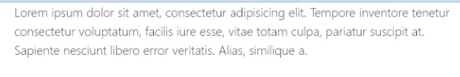 Lorem ipsum dolor sit amet, consectetur adipisicing elit. Tempore inventore tenetur
consectetur voluptatum, facilis iure esse, vitae totam culpa, pariatur suscipit at.
Sapiente nesciunt libero error veritatis. Alias, similique a.